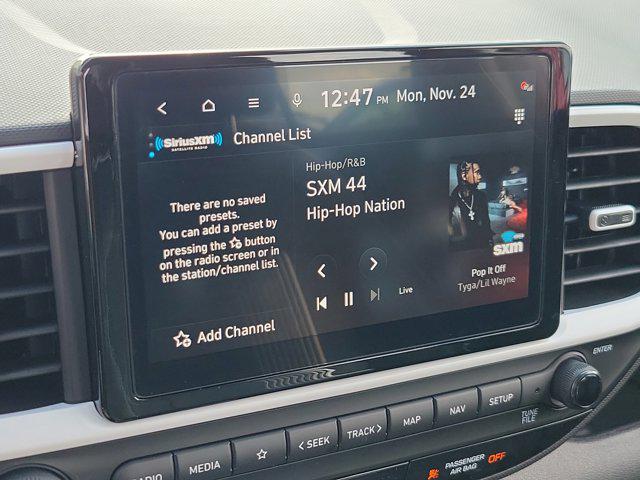 12:47 PM Mon, Nov. 24
SiriusXM
SATELLITE RADIO
Channel List
Hip-Hop/R&B
SXM 44
Hip-Hop Nation
There are no saved
presets.
You can add a preset by
pressing the button
on the radio screen or in
the station/channel list.
Add Channel
Live
sxm
Pop It Off
Tyga/Lil Wayne
ENTER
RADIO
MEDIA
< SEEK
TRACK >
MAP
NAV
SETUP
TUNE
FILE
PASSENGER
AIR BAG
OFF